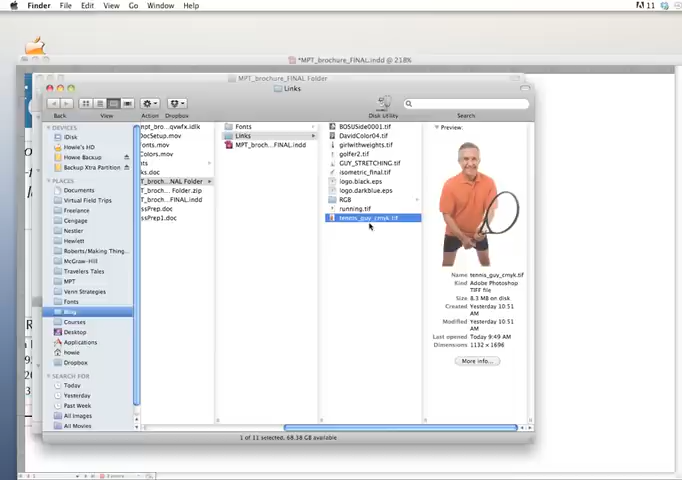 Finder File Edit View Go Window Help
11
*MPT_brochure_FINAL.indd @ 218%
MPT_brochure_FINAL Folder
Links
Back View Action Dropbox Disk Utility Search
DEVICES
iDisk
Howie's HD
Howie Backup
Backup Xtra Partition
PLACES
Documents
Virtual Field Trips
Freelance
Cengage
Nestler
Hewlett
Roberts/Making Thing...
McGraw-Hill
Travelers Tales
MPT
Venn Strategies
Fonts
Blog
Courses
Desktop
Applications
howie
Dropbox
SEARCH FOR
Today
Yesterday
Past Week
All Images
All Movies
mpt_bro...qvwfx.idlk
DocSetup.mov
Fonts.mov
Colors.mov
ks.doc
T_broch...NAL Folder
T_broch... Folder.zip
T_broch...FINAL.indd
ssPrep.doc
ssPrep1.doc
Fonts
Links
MPT_broch...FINAL.indd
BOSUSide0001.tif
DavidColor04.tif
girlwithweights.tif
golfer2.tif
GUY_STRETCHING.tif
isometric_final.tif
logo.black.eps
logo.darkblue.eps
RGB
running.tif
tennis_guy_cmyk.tif
Preview:
Name tennis_guy_cmyk.tif
Kind Adobe Photoshop
TIFF file
Size 8.3 MB on disk
Created Yesterday 10:51
AM
Modified Yesterday 10:51
AM
Last opened Today 9:49 AM
Dimensions 1132 x 1696
More info...
1 of 11 selected, 68.38 GB available